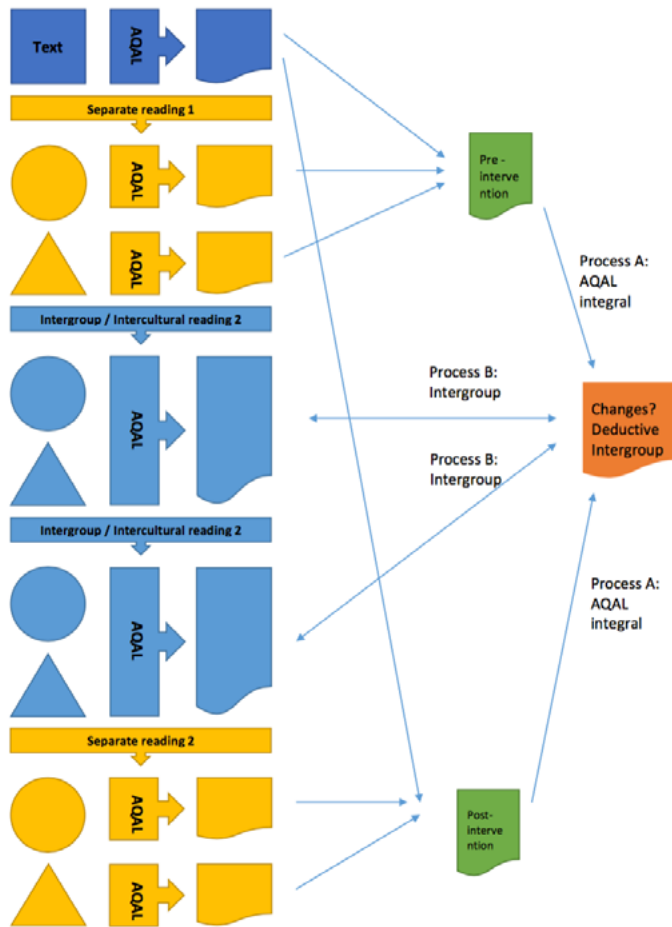 Text
AQAL
Separate reading 1
AQAL
AQAL
Pre -
interve
ntion
Process A:
AQAL
integral
Intergroup / Intercultural reading 2
AQAL
Process B:
Intergroup
Changes?
Deductive
Intergroup
Process B:
Intergroup
Intergroup / Intercultural reading 2
AQAL
Process A:
AQAL
integral
Separate reading 2
AQAL
Post-
interve
ntion
AQAL